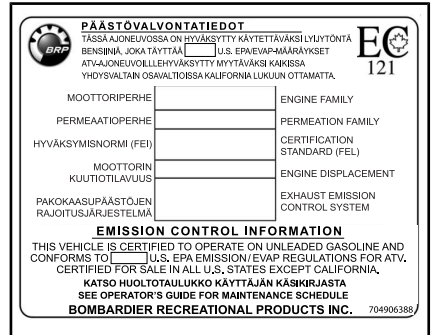 BRP
PÄÄSTÖVALVONTATIEDOT
TÄSSÄ AJONEUVOSSA ON HYVÄKSYTTY KÄYTETTÄVÄKSI LYIJYTÖNTÄ
BENSIINIÄ, JOKA TÄYTTÄÄ U.S. EPA/EVAP-MÄÄRÄYKSET
ATV-AJONEUVOILLLEHYVÄKSYTTY MYYTÄVÄKSI KAIKISSA
YHDYSVALTAIN OSAVALTIOISSA KALIFORNIA LUKUUN OTTAMATTA.
EC
121
MOOTTORIPERHE ENGINE FAMILY
PERMEAATIOPERHE PERMEATION FAMILY
HYVÄKSYMISNORMI (FEI) CERTIFICATION
STANDARD (FEL)
MOOTTORIN
KUUTIOTILAVUUS ENGINE DISPLACEMENT
PAKOKAASUPÄÄSTÖJEN EXHAUST EMISSION
RAJOITUSJÄRJESTELMÄ CONTROL SYSTEM
EMISSION CONTROL INFORMATION
THIS VEHICLE IS CERTIFIED TO OPERATE ON UNLEADED GASOLINE AND
CONFORMS TO U.S. EPA EMISSION/EVAP REGULATIONS FOR ATV.
CERTIFIED FOR SALE IN ALL U.S. STATES EXCEPT CALIFORNIA.
KATSO HUOLTOTAULUKKO KÄYTTÄJÄN KÄSIKIRJASTA
SEE OPERATOR'S GUIDE FOR MAINTENANCE SCHEDULE
BOMBARDIER RECREATIONAL PRODUCTS INC. 704906388